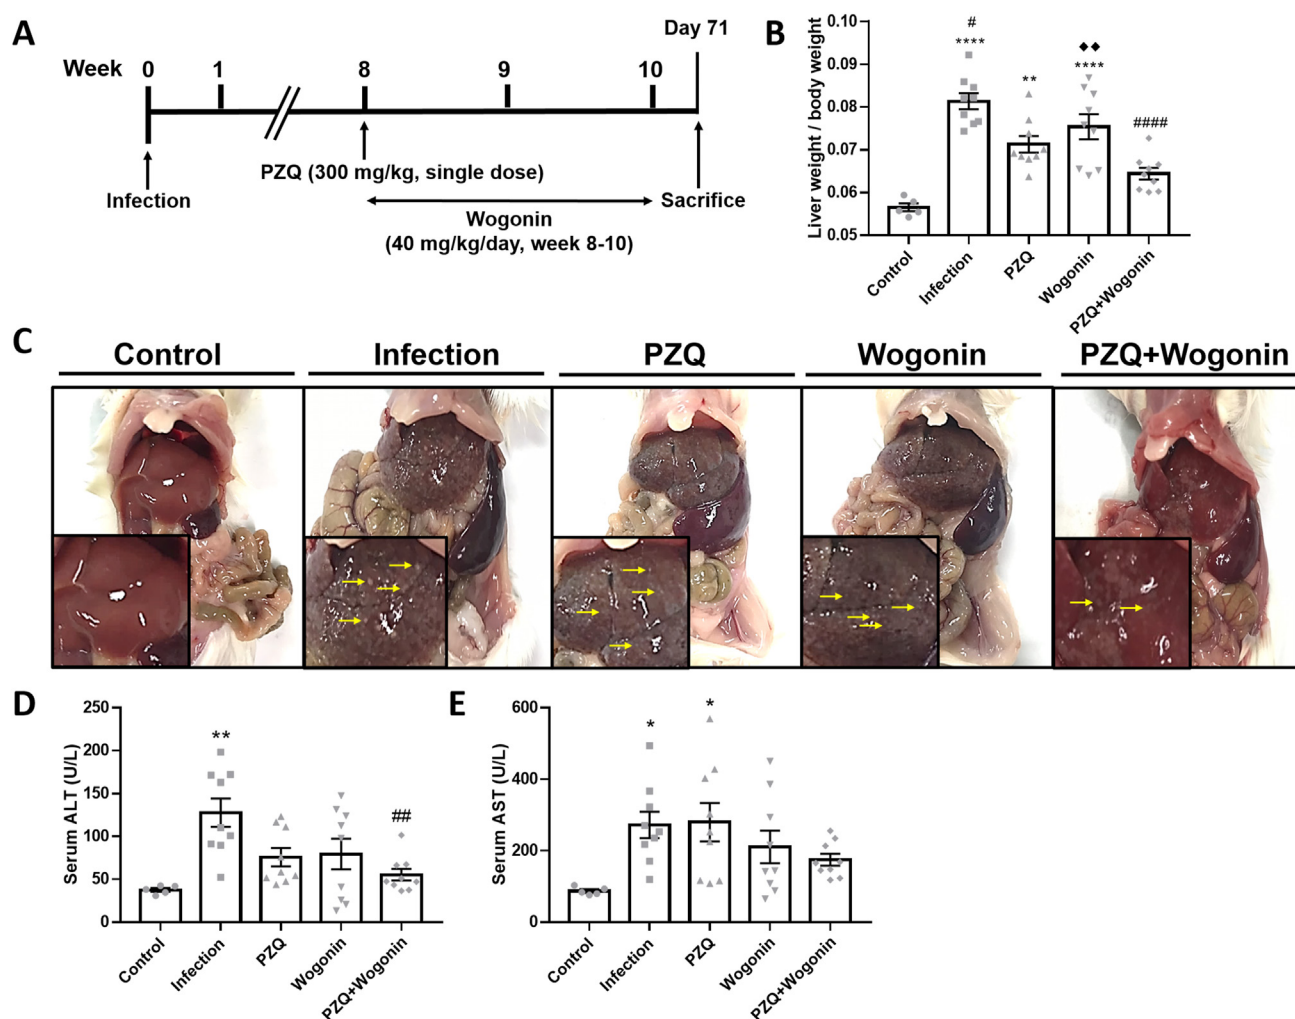 A
Day 71
Week 0 1 8 9 10
PZQ (300 mg/kg, single dose)
Infection
Sacrifice
Wogonin
(40 mg/kg/day, week 8-10)
B
Liver weight / body weight
0.10
0.09
0.08
0.07
0.06
0.05
#
****
**
♦♦
****
####
Control
Infection
PZQ
Wogonin
PZQ+Wogonin
C
Control Infection PZQ Wogonin PZQ+Wogonin
D
Serum ALT (U/L)
250
200
150
100
50
0
**
##
Control
Infection
PZQ
Wogonin
PZQ+Wogonin
E
Serum AST (U/L)
600
400
200
0
*
*
Control
Infection
PZQ
Wogonin
PZQ+Wogonin